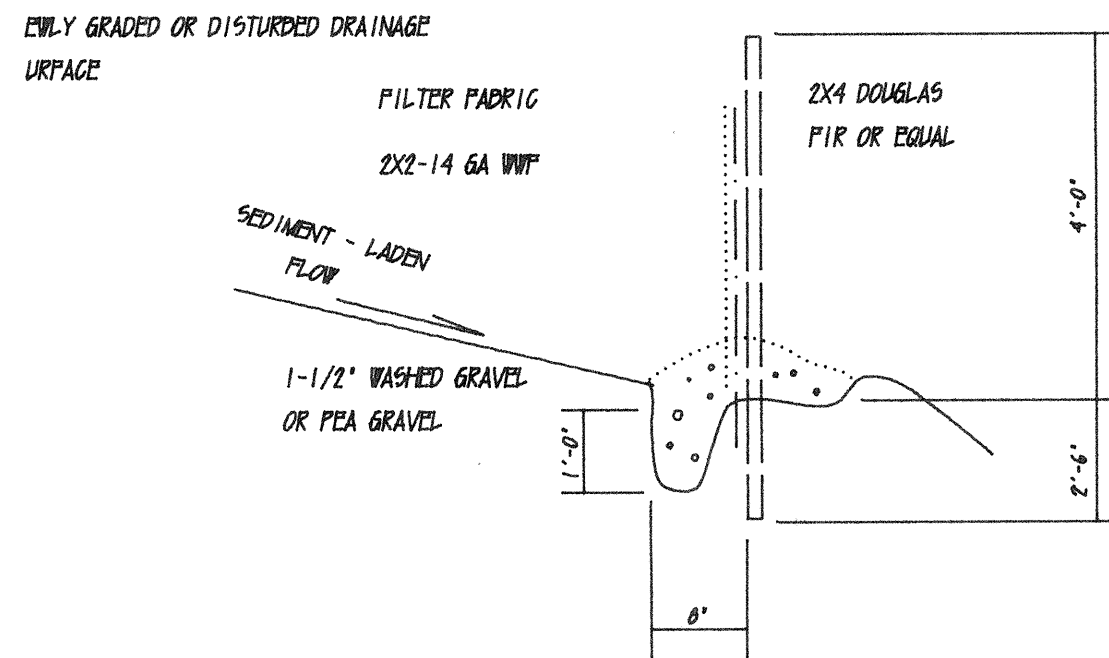 EWLY GRADED OR DISTURBED DRAINAGE
URFACE
FILTER FABRIC
2X2-14 GA WWF
2X4 DOUGLAS
FIR OR EQUAL
SEDIMENT - LADEN
FLOW
4'-0"
1-1/2" WASHED GRAVEL
OR PEA GRAVEL
1'-0"
2'-6"
8"